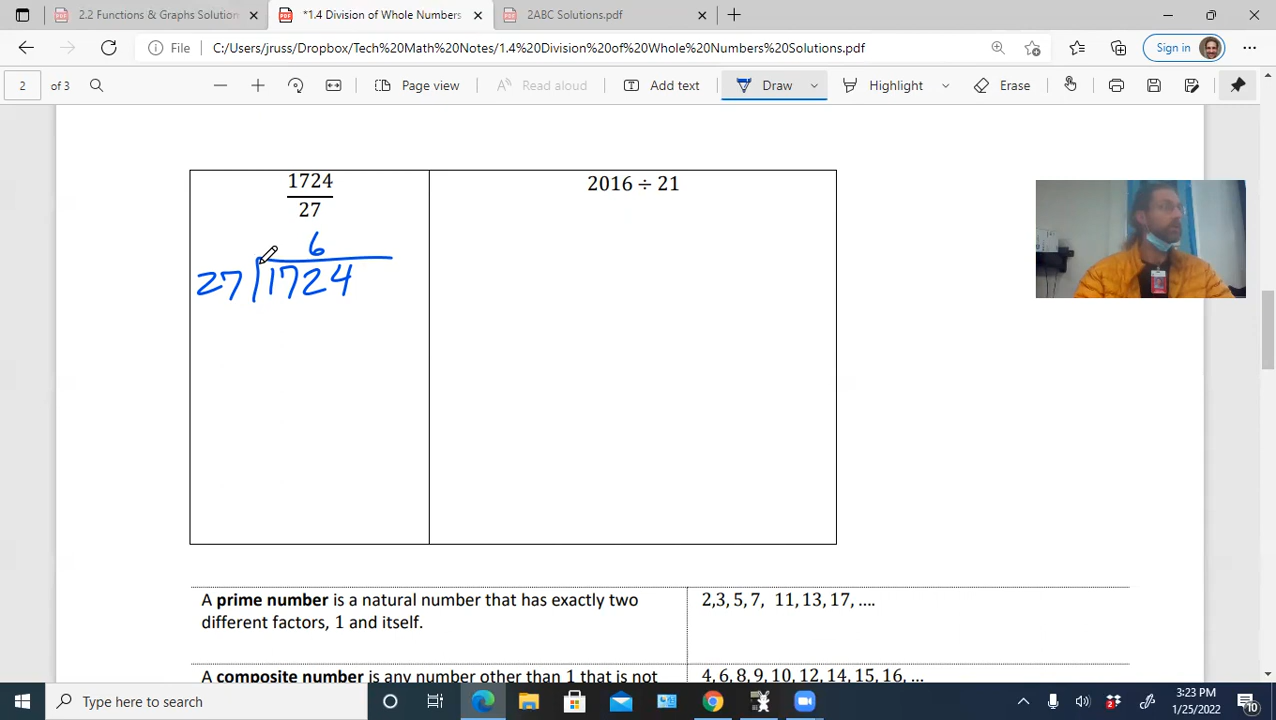 2.2 Functions & Graphs Solution
*1.4 Division of Whole Numbers
2ABC Solutions.pdf
File C:/Users/jruss/Dropbox/Tech%20Math%20Notes/1.4%20Division%20of%20Whole%20Numbers%20Solutions.pdf
Sign in
2 of 3
Page view
Read aloud
Add text
Draw
Highlight
Erase
1724
27
6
27 1724
2016 ÷ 21
A prime number is a natural number that has exactly two
different factors, 1 and itself.
2,3, 5, 7, 11, 13, 17, ….
A composite number is any number other than 1 that is not
4, 6, 8, 9, 10, 12, 14, 15, 16, …
Type here to search
3:23 PM
1/25/2022
10